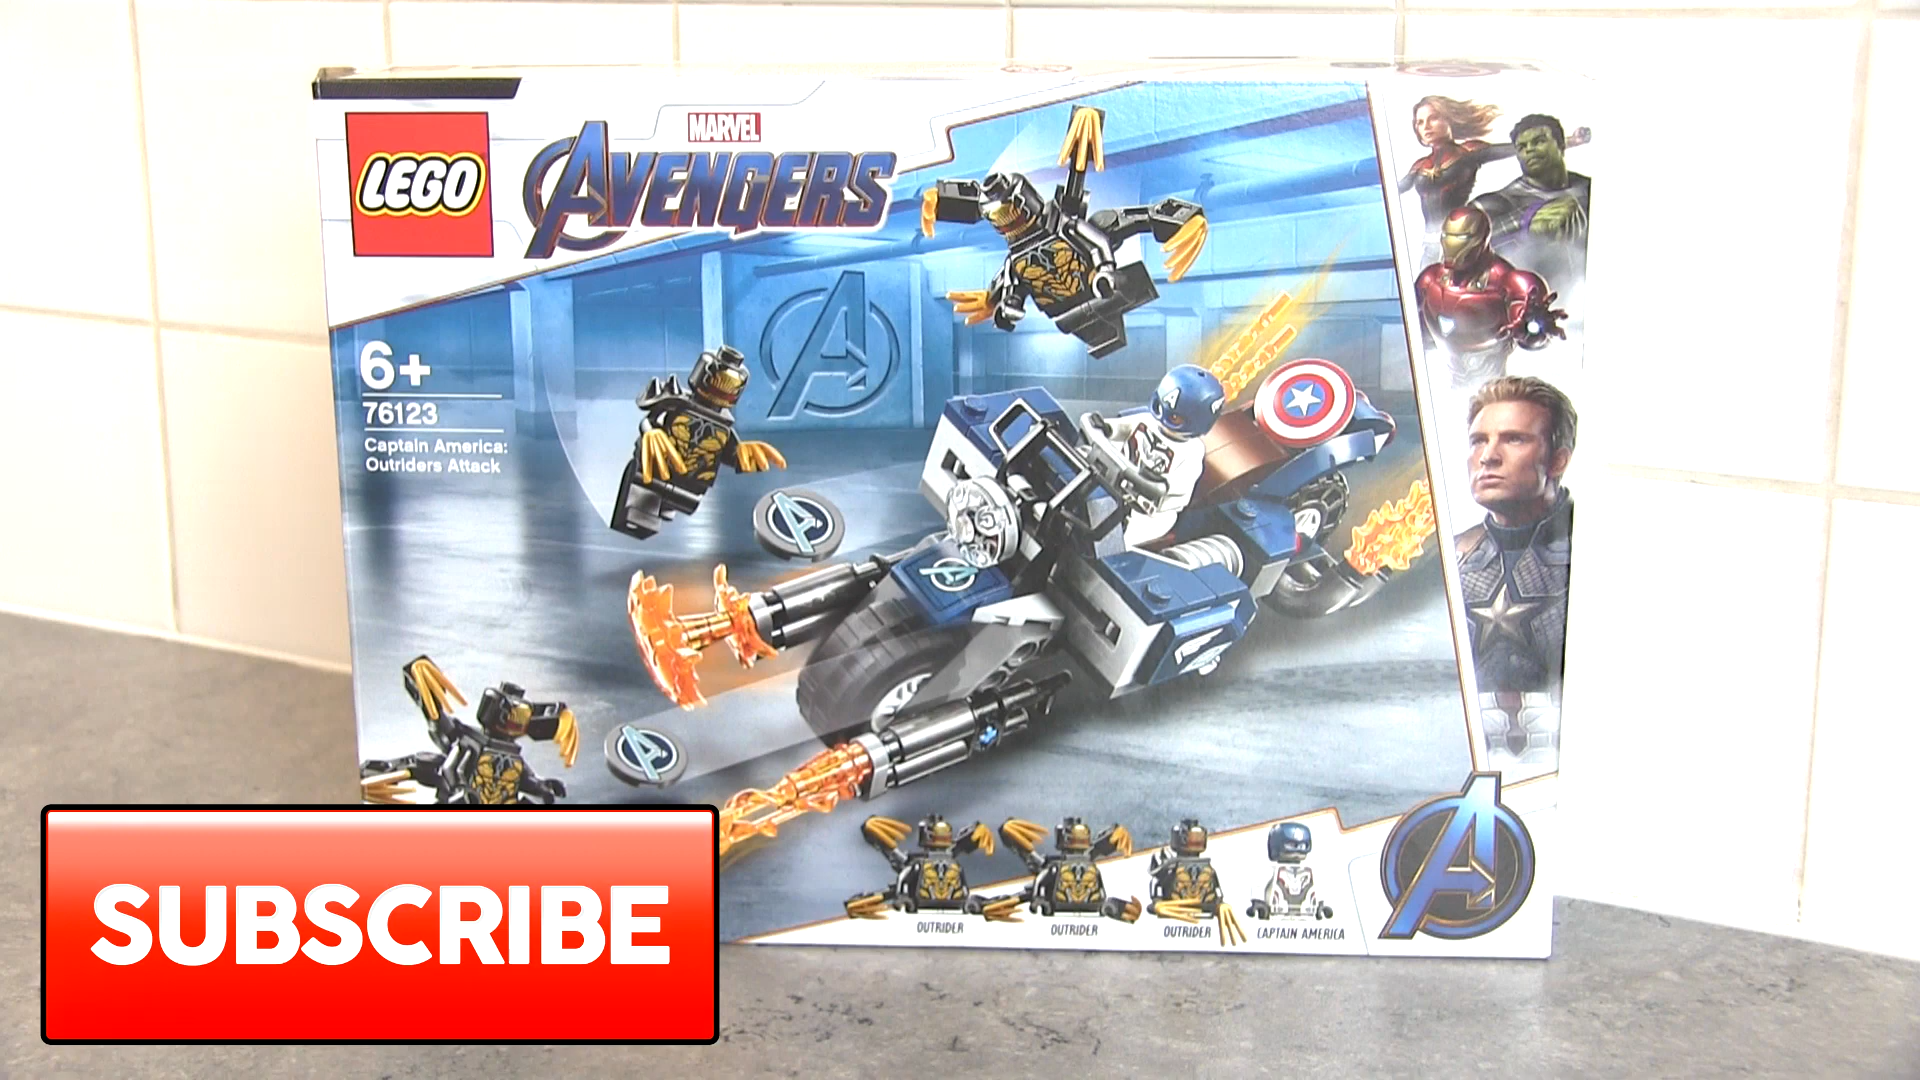 LEGO
MARVEL
AVENGERS
6+
76123
Captain America:
Outriders Attack
SUBSCRIBE
OUTRIDER
OUTRIDER
OUTRIDER
CAPTAIN AMERICA